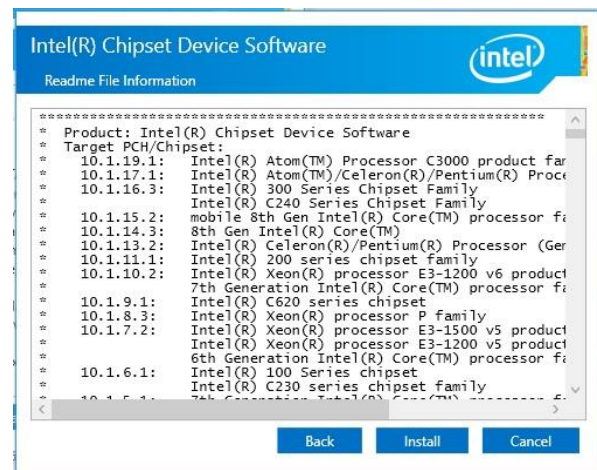 Intel(R) Chipset Device Software
intel
Readme File Information
************************************************************
* Product: Intel(R) Chipset Device Software
* Target PCH/Chipset:
* 10.1.19.1: Intel(R) Atom(TM) Processor C3000 product fam
* 10.1.17.1: Intel(R) Atom(TM)/Celeron(R)/Pentium(R) Proce
* 10.1.16.3: Intel(R) 300 Series Chipset Family
* Intel(R) C240 Series Chipset Family
* 10.1.15.2: mobile 8th Gen Intel(R) Core(TM) processor fa
* 10.1.14.3: 8th Gen Intel(R) Core(TM)
* 10.1.13.2: Intel(R) Celeron(R)/Pentium(R) Processor (Gem
* 10.1.11.1: Intel(R) 200 series chipset family
* 10.1.10.2: Intel(R) Xeon(R) processor E3-1200 v6 product
* 7th Generation Intel(R) Core(TM) processor fa
* 10.1.9.1: Intel(R) C620 series chipset
* 10.1.8.3: Intel(R) Xeon(R) processor P family
* 10.1.7.2: Intel(R) Xeon(R) processor E3-1500 v5 product
* Intel(R) Xeon(R) processor E3-1200 v5 product
* 6th Generation Intel(R) Core(TM) processor fa
* 10.1.6.1: Intel(R) 100 Series chipset
* Intel(R) C230 series chipset family
Back Install Cancel